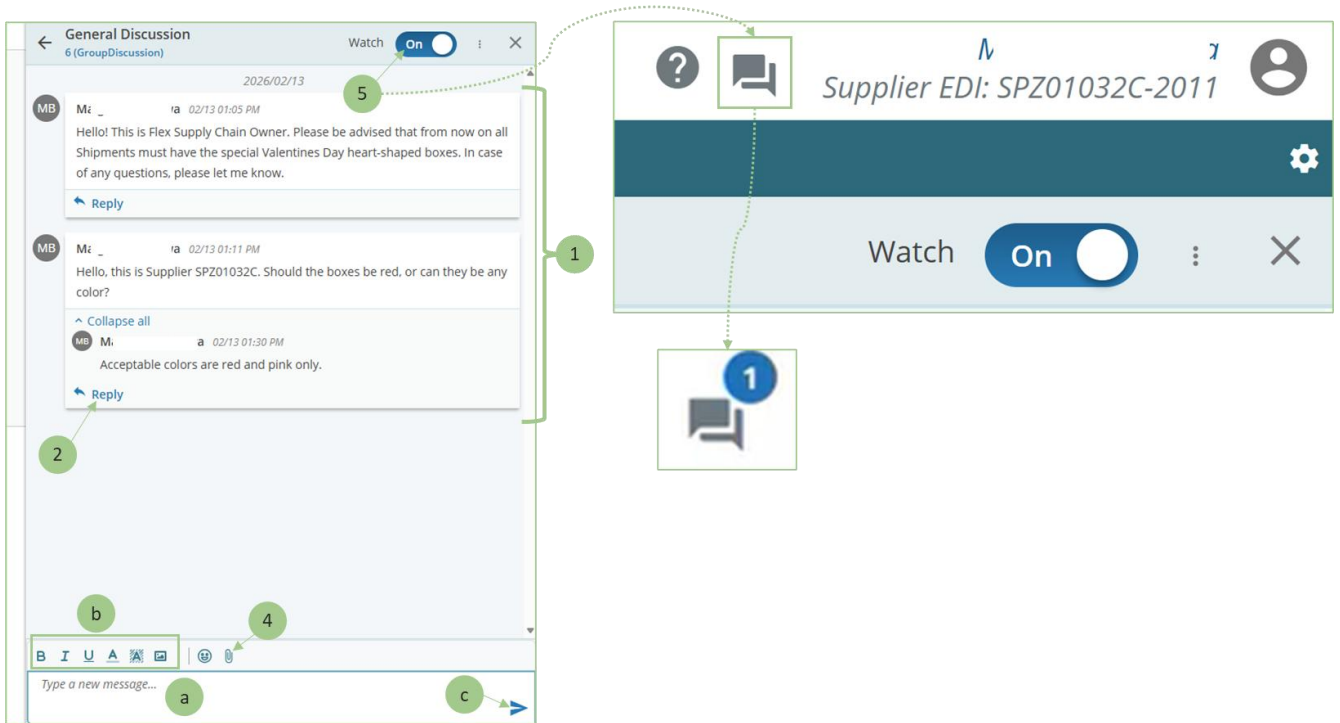 General Discussion
6 (GroupDiscussion)
Watch On
2026/02/13
5
MB
02/13 01:05 PM
Hello! This is Flex Supply Chain Owner. Please be advised that from now on all
Shipments must have the special Valentines Day heart-shaped boxes. In case
of any questions, please let me know.
Reply
MB
02/13 01:11 PM
Hello, this is Supplier SPZ01032C. Should the boxes be red, or can they be any
color?
Collapse all
MB
02/13 01:30 PM
Acceptable colors are red and pink only.
Reply
1
2
b
4
B I U A A
Type a new message...
a
c
?
Supplier EDI: SPZ01032C-2011
Watch On
1